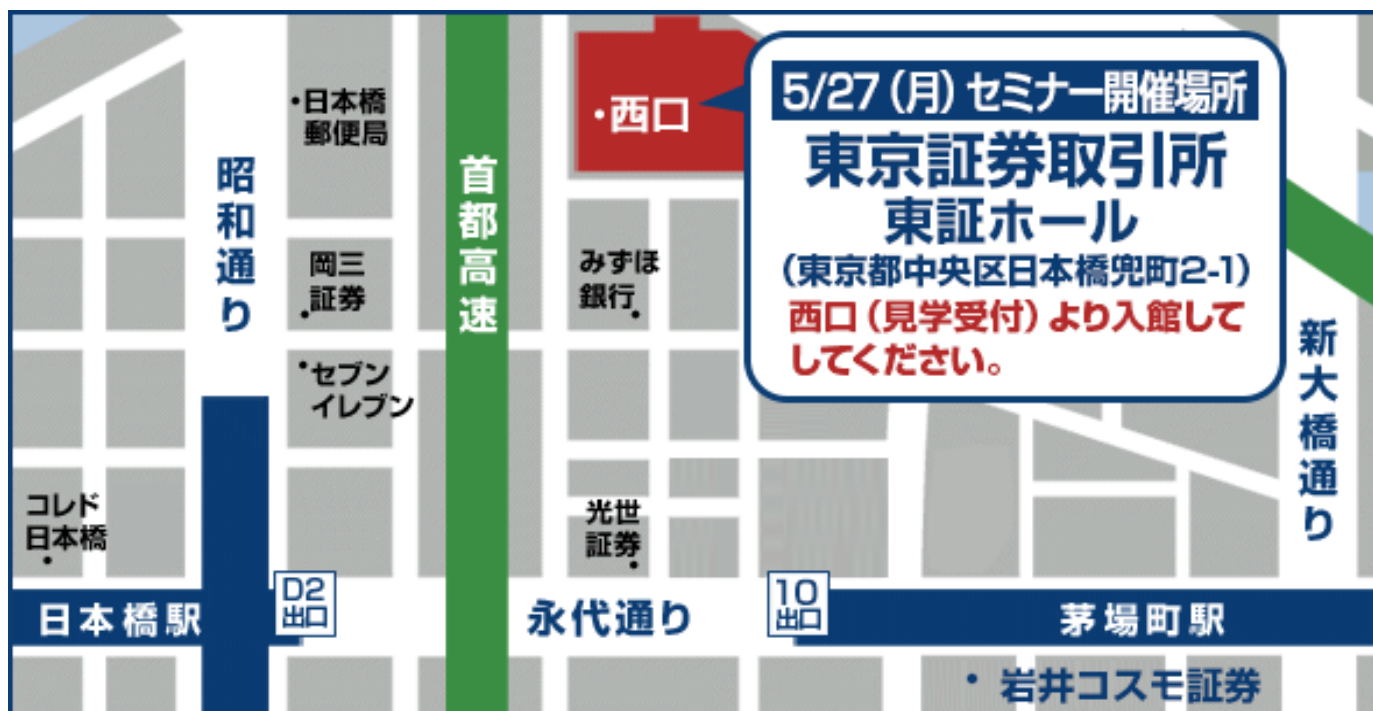 ・日本橋
郵便局
・西口
5/27（月）セミナー開催場所
東京証券取引所
東証ホール
（東京都中央区日本橋兜町2-1）
西口（見学受付）より入館して
してください。
昭和通り
首都高速
岡三
証券
みずほ
銀行
セブン
イレブン
新大橋通り
コレド
日本橋
光世
証券
D2
出口
10
出口
日本橋駅
永代通り
茅場町駅
・岩井コスモ証券